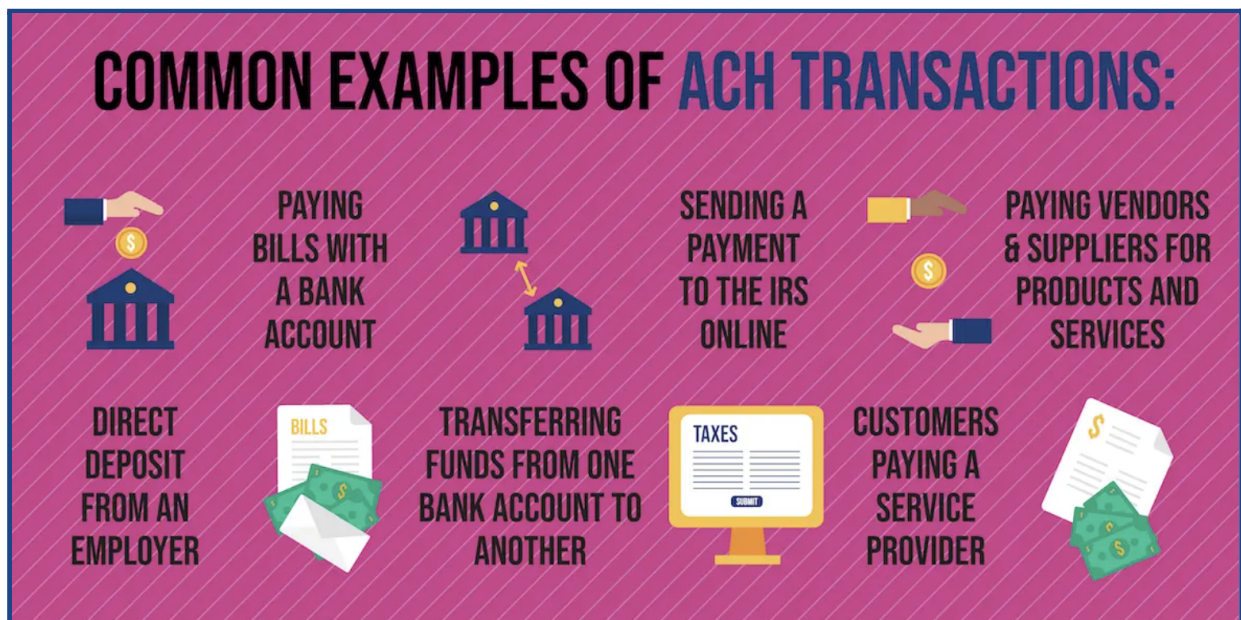 COMMON EXAMPLES OF ACH TRANSACTIONS:
PAYING
BILLS WITH
A BANK
ACCOUNT
SENDING A
PAYMENT
TO THE IRS
ONLINE
PAYING VENDORS
& SUPPLIERS FOR
PRODUCTS AND
SERVICES
DIRECT
DEPOSIT
FROM AN
EMPLOYER
BILLS
$
TRANSFERRING
FUNDS FROM ONE
BANK ACCOUNT TO
ANOTHER
TAXES
SUBMIT
CUSTOMERS
PAYING A
SERVICE
PROVIDER
$